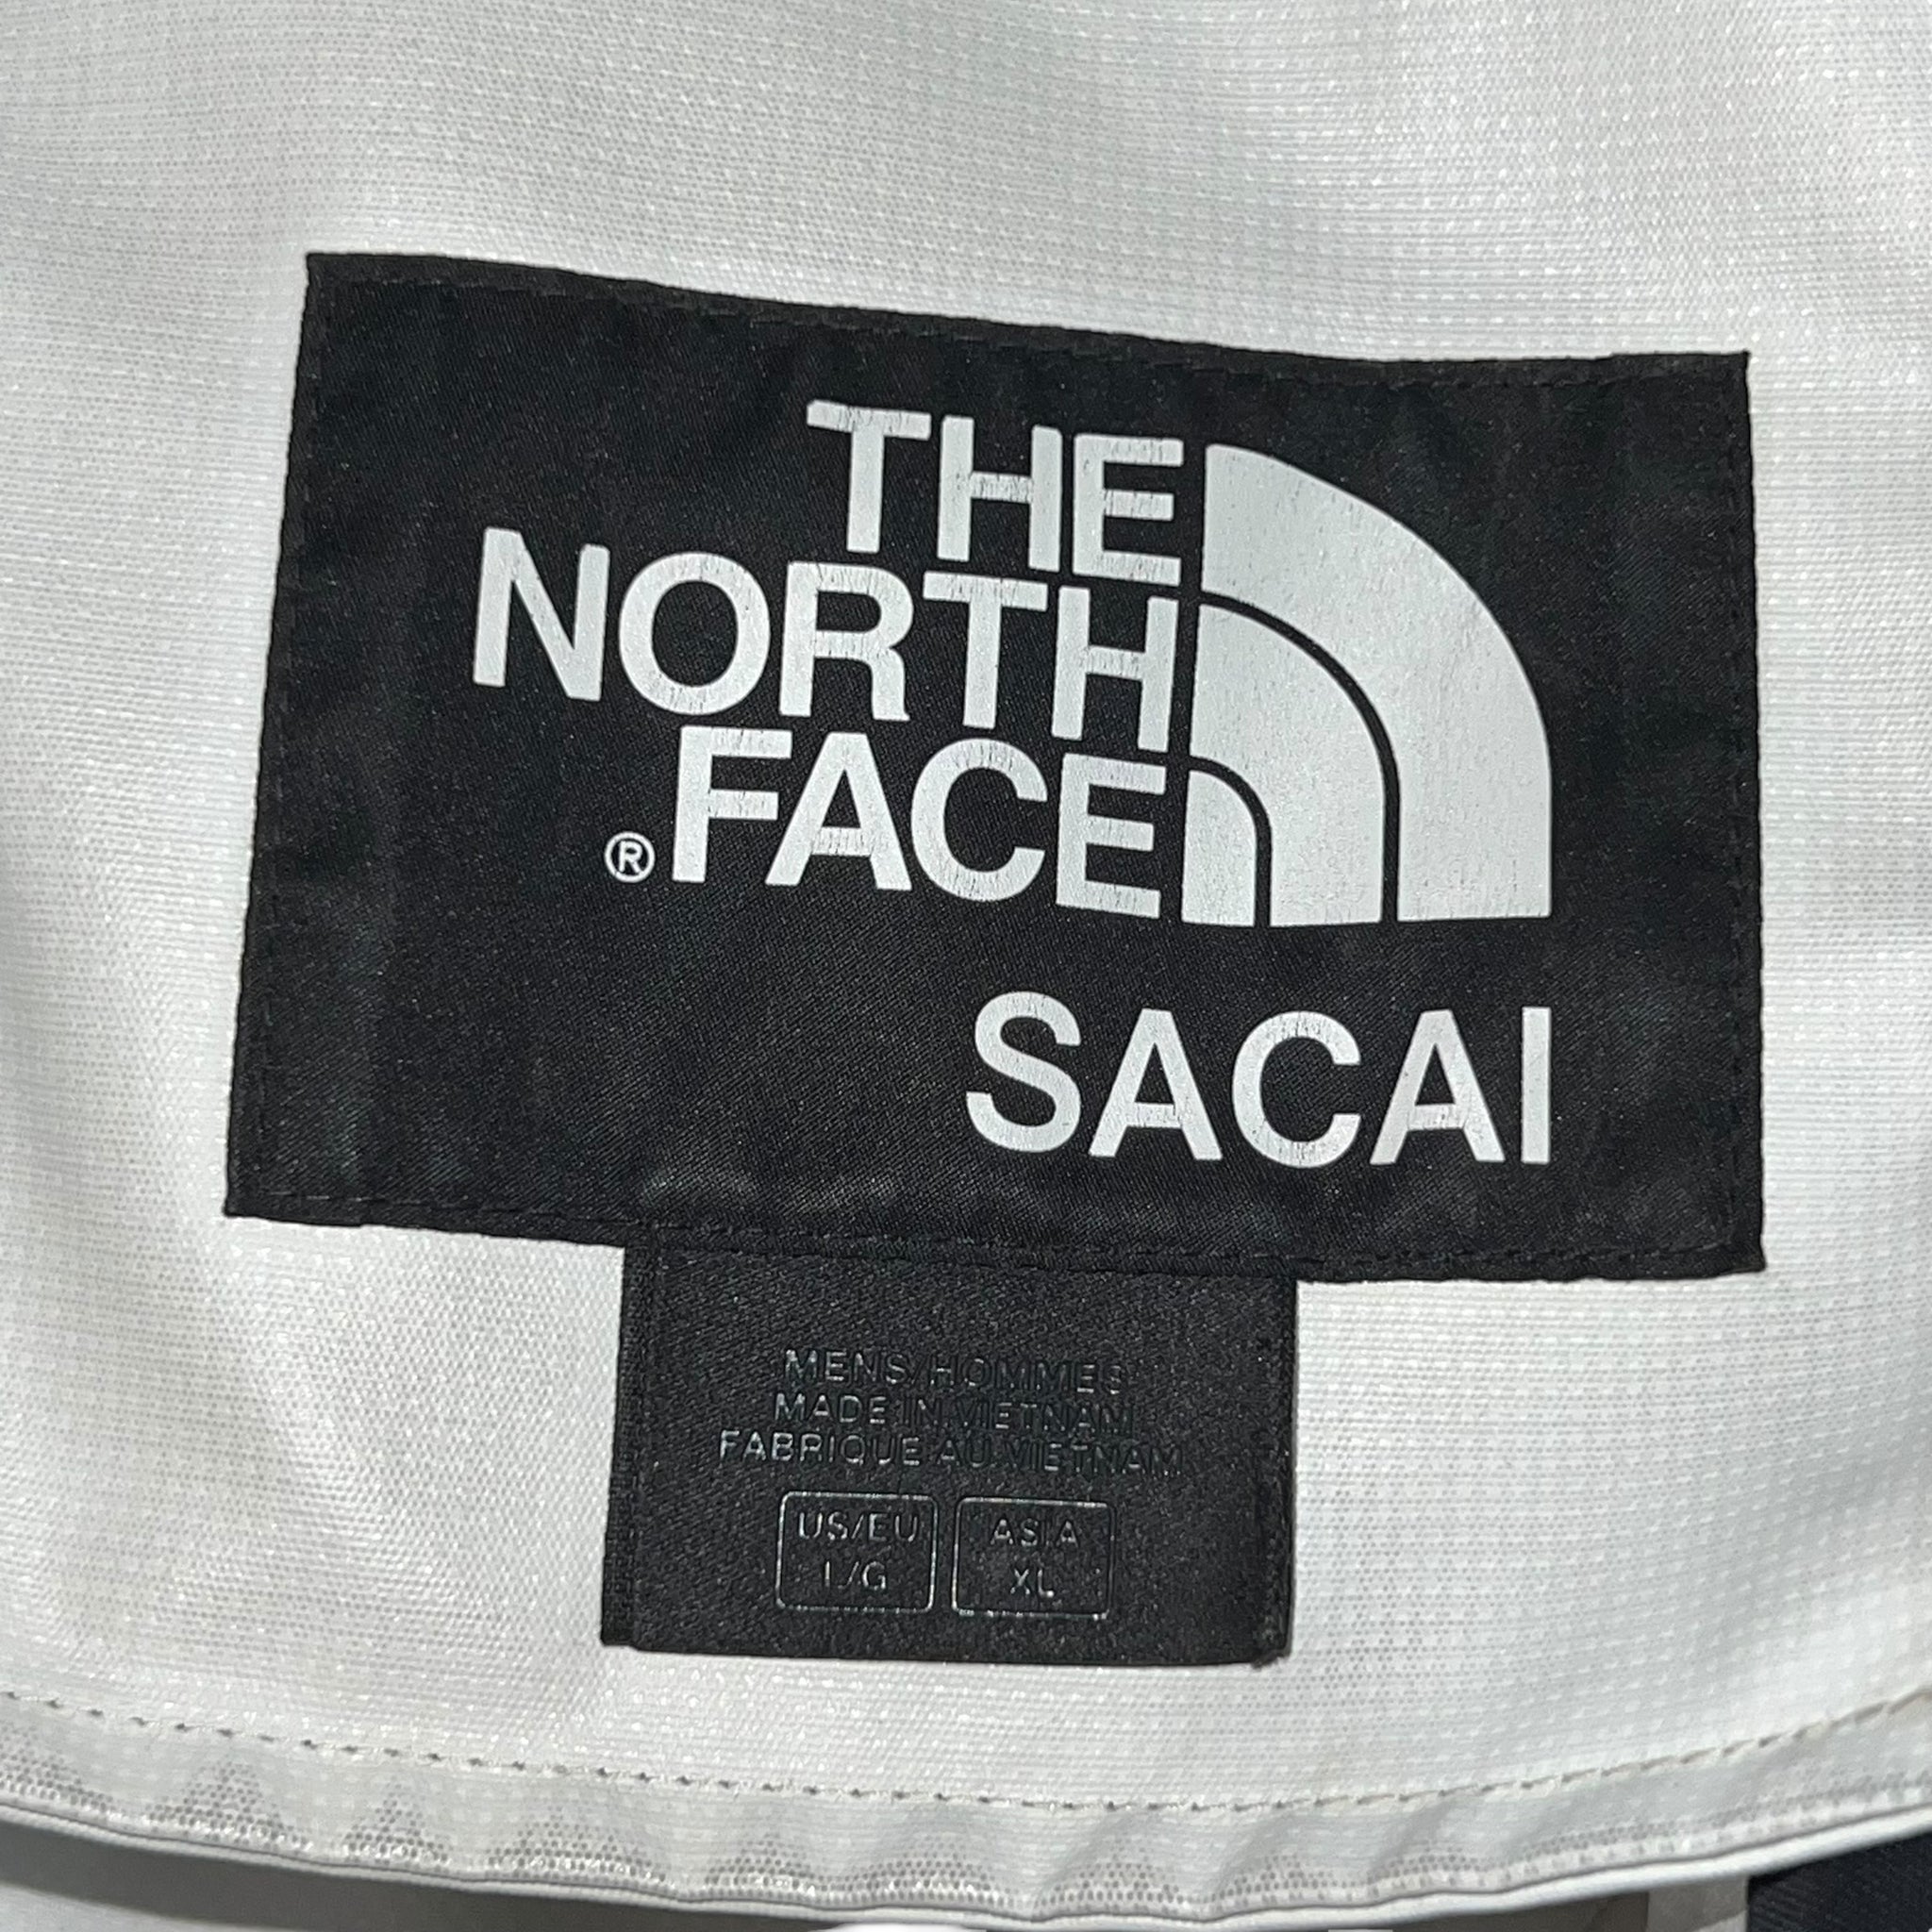 THE
NORTH
® FACE
SACAI
MENS/HOMMES
MADE IN VIETNAM
FABRIQUE AU VIETNAM
US/EU
L/G
ASIA
XL